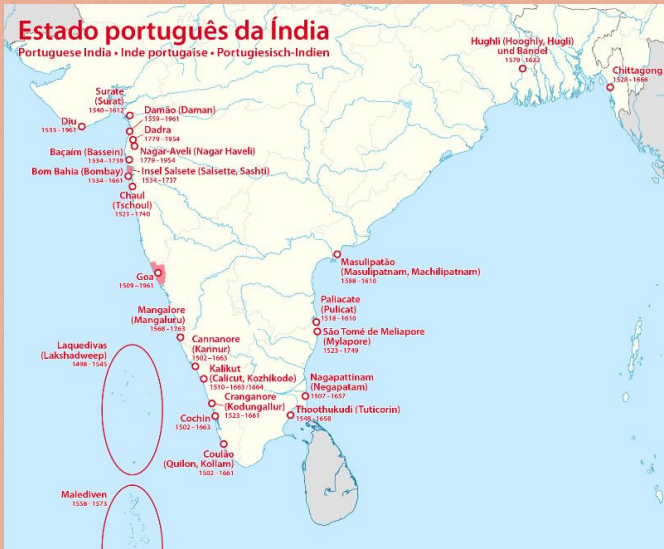 Estado português da Índia
Portuguese India • Inde portugaise • Portugiesisch-Indien
Hughli (Hooghly, Hugli)
und Bandel
1579–1632
Chittagong
1528–1666
Surate
(Surat)
1540–1612
Diu
1535–1961
Damão (Daman)
1559–1961
Dadra
1779–1954
Nagar-Aveli (Nagar Haveli)
1779–1954
Baçaím (Bassein)
1534–1739
Insel Salsete (Salsette, Sashti)
1534–1737
Bom Bahia (Bombay)
1534–1661
Chaul
(Tschoul)
1521–1740
Goa
1509–1961
Masulipatão
(Masulipatnam, Machilipatnam)
1598–1610
Paliacate
(Pulicat)
1518–1610
São Tomé de Meliapore
(Mylapore)
1523–1749
Mangalore
(Mangaluru)
1568–1763
Cannanore
(Kannur)
1502–1663
Laquedivas
(Lakshadweep)
1498–1545
Kalikut
(Calicut, Kozhikode)
1510–1663/1664
Cranganore
(Kodungallur)
1523–1661
Nagapattinam
(Negapatam)
1507–1657
Cochin
1502–1663
Thoothukudi (Tuticorin)
1548–1658
Coulão
(Quilon, Kollam)
1502–1661
Malediven
1558–1573